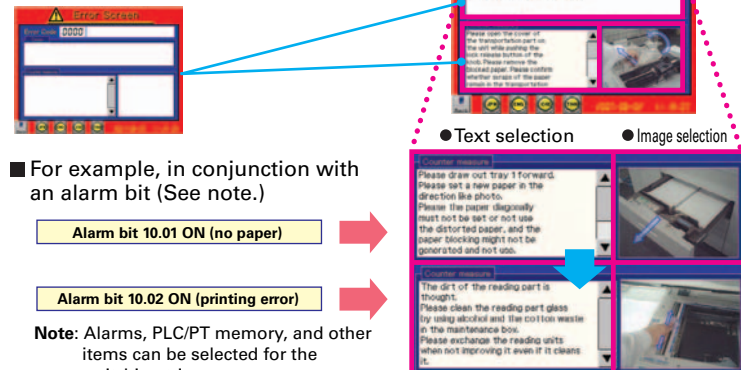 Error Screen
Error Code 0000
Please open the cover of
the transportation part on
the unit while pushing the
lock release button of the
knob. Please remove the
blocked paper. Please confirm
whether scraps of the paper
remain in the transportation
●Text selection
●Image selection
■For example, in conjunction with
an alarm bit (See note.)
Alarm bit 10.01 ON (no paper)
Alarm bit 10.02 ON (printing error)
Note: Alarms, PLC/PT memory, and other
items can be selected for the
Counter measure
Please draw out tray 1 forward.
Please set a new paper in the
direction like photo.
Please the paper diagonally
must not be set or not use
the distorted paper, and the
paper blocking might not be
generated and not use.
Counter measure
The dirt of the reading part is
thought.
Please clean the reading part glass
by using alcohol and the cotton waste
in the maintenance box.
Please exchange the reading units
when not improving it even if it cleans
it.